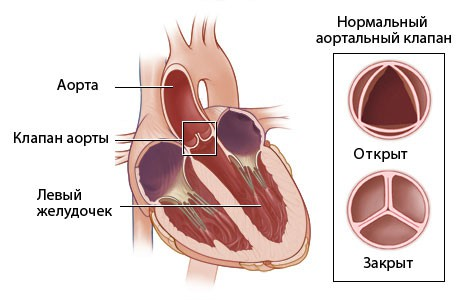 Нормальный
аортальный клапан
Аорта
Клапан аорты
Левый
желудочек
Открыт
Закрыт